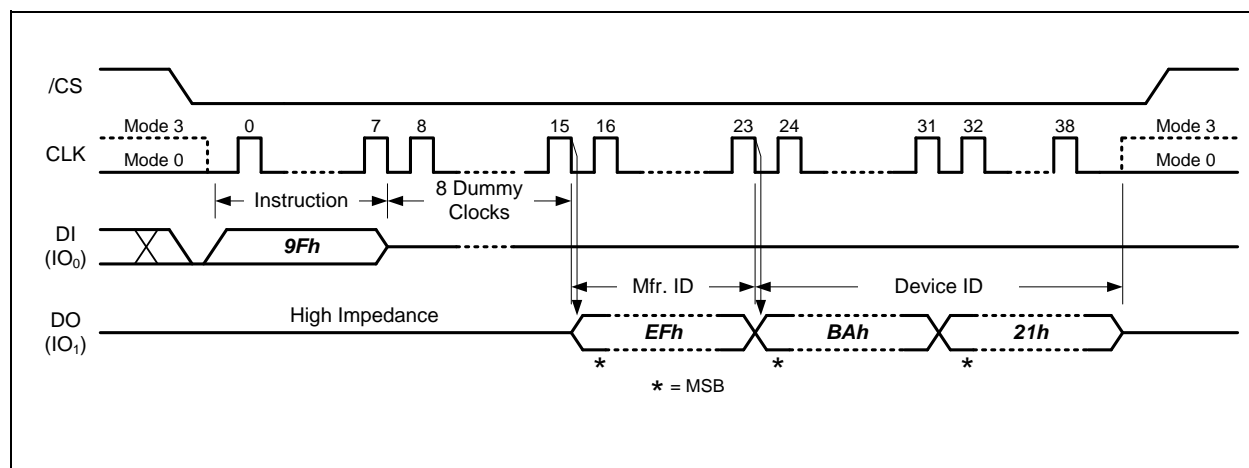 /CS
Mode 3 0 7 8 15 16 23 24 31 32 38 Mode 3
CLK
Mode 0 Mode 0
Instruction 8 Dummy
Clocks
DI
(IO₀)
9Fh
Mfr. ID Device ID
DO
(IO₁)
High Impedance
EFh BAh 21h
* * *
* = MSB